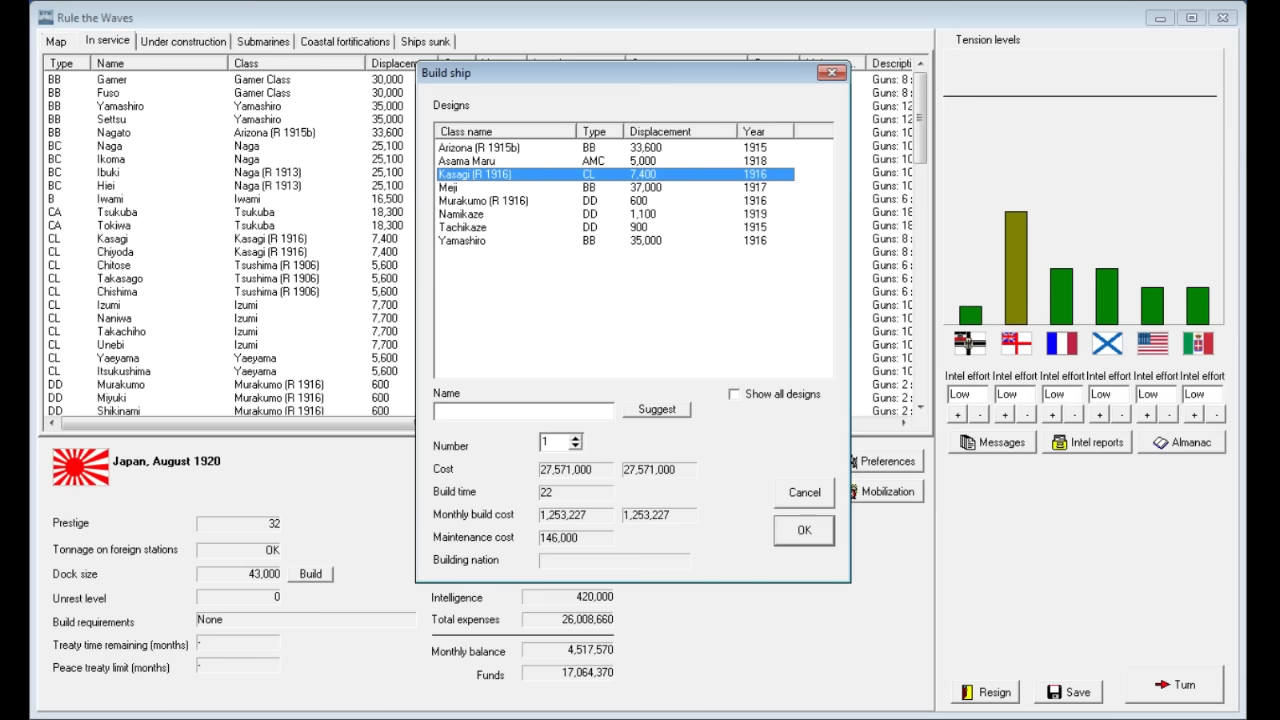 Rule the Waves
Map In service Under construction Submarines Coastal fortifications Ships sunk
Type Name Class Displacem Descripti
BB Gamer Gamer Class 30,000 Guns: 8
BB Fuso Gamer Class 30,000 Guns: 8
BB Yamashiro Yamashiro 35,000 Guns: 12
BB Settsu Yamashiro 35,000 Guns: 12
BB Nagato Arizona (R 1915b) 33,600 Guns: 10
BC Naga Naga 25,100 Guns: 10
BC Ikoma Naga 25,100 Guns: 10
BC Ibuki Naga (R 1913) 25,100 Guns: 10
BC Hiei Naga (R 1913) 25,100 Guns: 10
B Iwami Iwami 16,500 Guns: 6
CA Tsukuba Tsukuba 18,300 Guns: 18
CA Tokiwa Tsukuba 18,300 Guns: 18
CL Kasagi Kasagi (R 1916) 7,400 Guns: 8
CL Chiyoda Kasagi (R 1916) 7,400 Guns: 8
CL Chitose Tsushima (R 1906) 5,600 Guns: 6
CL Takasago Tsushima (R 1906) 5,600 Guns: 6
CL Chishima Tsushima (R 1906) 5,600 Guns: 6
CL Izumi Izumi 7,700 Guns: 10
CL Naniwa Izumi 7,700 Guns: 10
CL Takachiho Izumi 7,700 Guns: 10
CL Unebi Izumi 7,700 Guns: 10
CL Yaeyama Yaeyama 5,600 Guns: 10
CL Itsukushima Yaeyama 5,600 Guns: 10
DD Murakumo Murakumo (R 1916) 600 Guns: 2
DD Miyuki Murakumo (R 1916) 600 Guns: 2
DD Shikinami Murakumo (R 1916) 600 Guns: 2
Build ship
Designs
Class name Type Displacement Year
Arizona (R 1915b) BB 33,600 1915
Asama Maru AMC 5,000 1918
Kasagi (R 1916) CL 7,400 1916
Meji BB 37,000 1917
Murakumo (R 1916) DD 600 1916
Namikaze DD 1,100 1919
Tachikaze DD 900 1915
Yamashiro BB 35,000 1916
Name
Show all designs
Suggest
Number 1
Cost 27,571,000 27,571,000
Build time 22
Monthly build cost 1,253,227 1,253,227
Maintenance cost 146,000
Building nation
Cancel
OK
Tension levels
Intel effort Intel effort Intel effort Intel effort Intel effort Intel effort
Low Low Low Low Low Low
+ - + - + - + - + - + -
Messages Intel reports Almanac
Preferences
Mobilization
Japan, August 1920
Prestige 32
Tonnage on foreign stations OK
Dock size 43,000 Build
Unrest level 0
Build requirements None
Treaty time remaining (months) -
Peace treaty limit (months) -
Intelligence 420,000
Total expenses 26,008,660
Monthly balance 4,517,570
Funds 17,064,370
Resign Save Turn